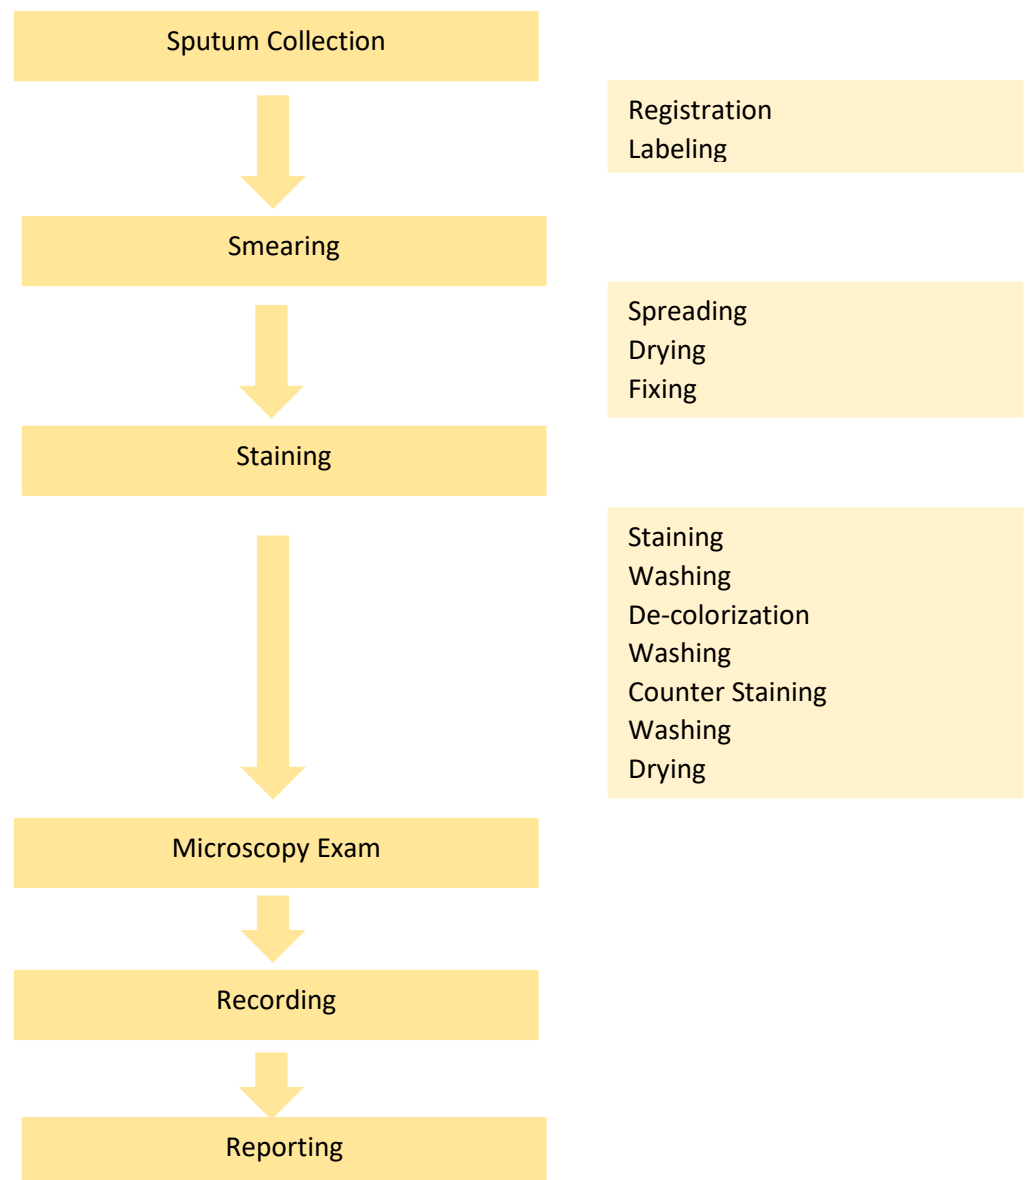 Sputum Collection
Registration
Labeling
Smearing
Spreading
Drying
Fixing
Staining
Staining
Washing
De-colorization
Washing
Counter Staining
Washing
Drying
Microscopy Exam
Recording
Reporting